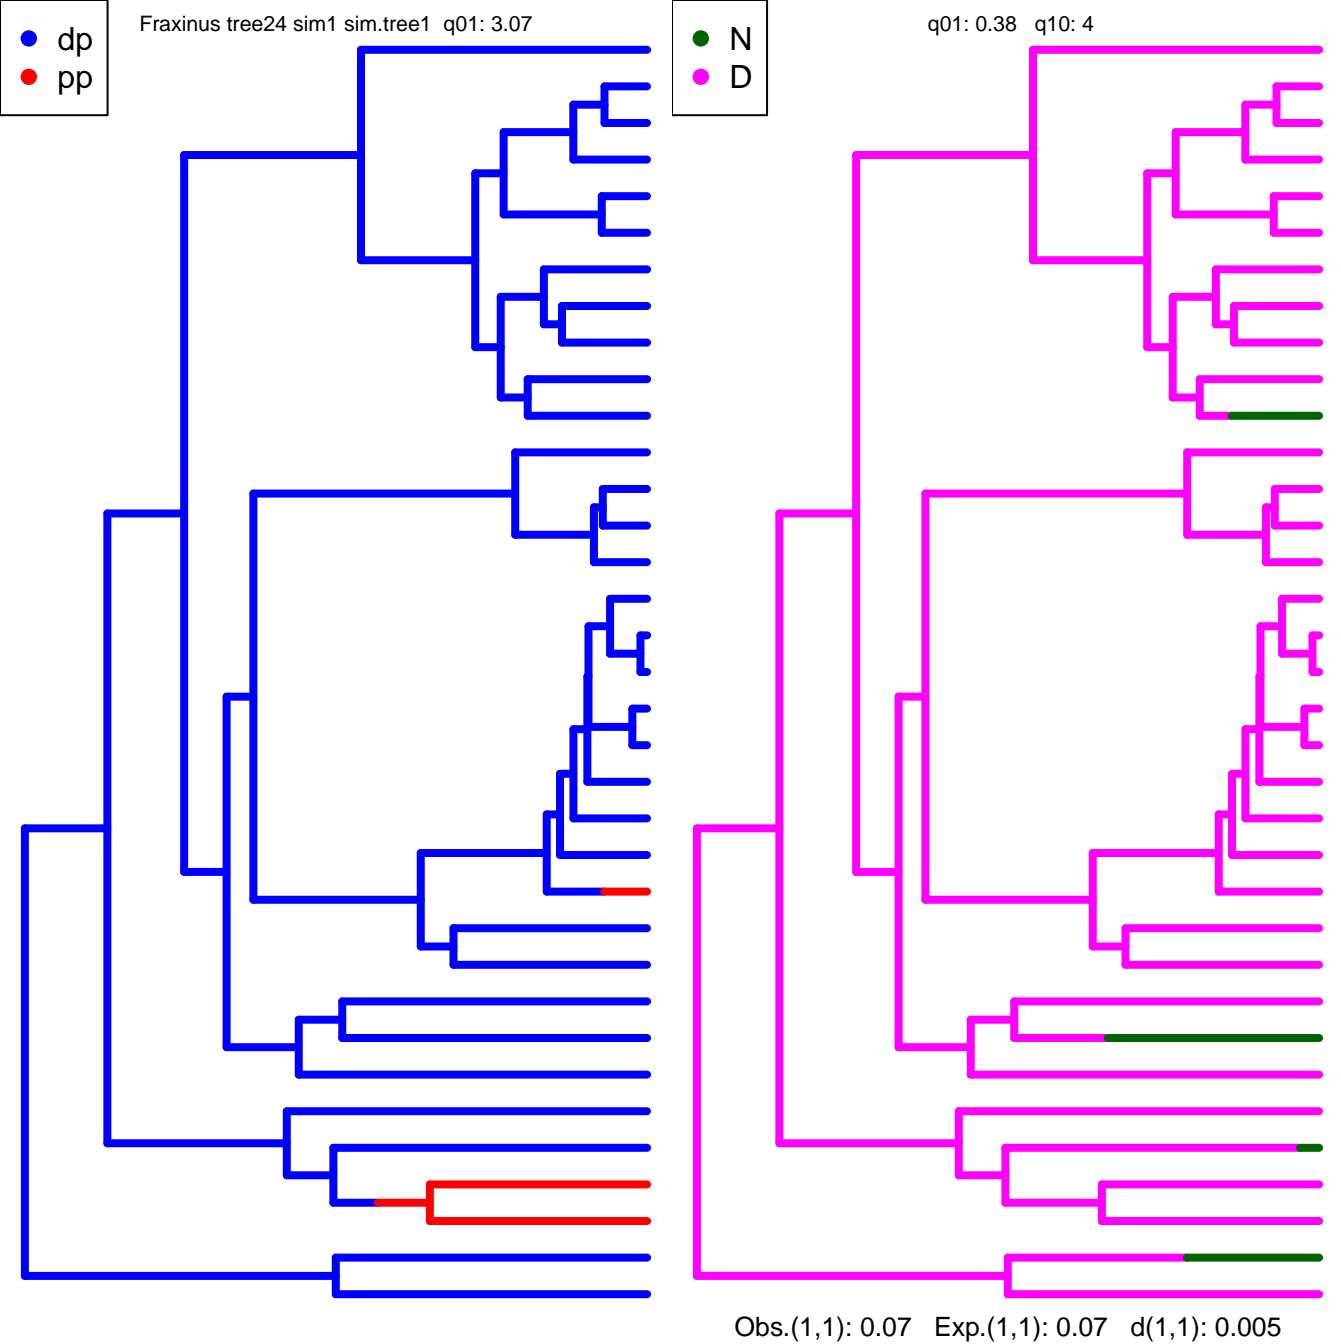 Fraxinus tree24 sim1 sim.tree1 q01: 3.07
dp
pp
q01: 0.38 q10: 4
N
D
Obs.(1,1): 0.07 Exp.(1,1): 0.07 d(1,1): 0.005